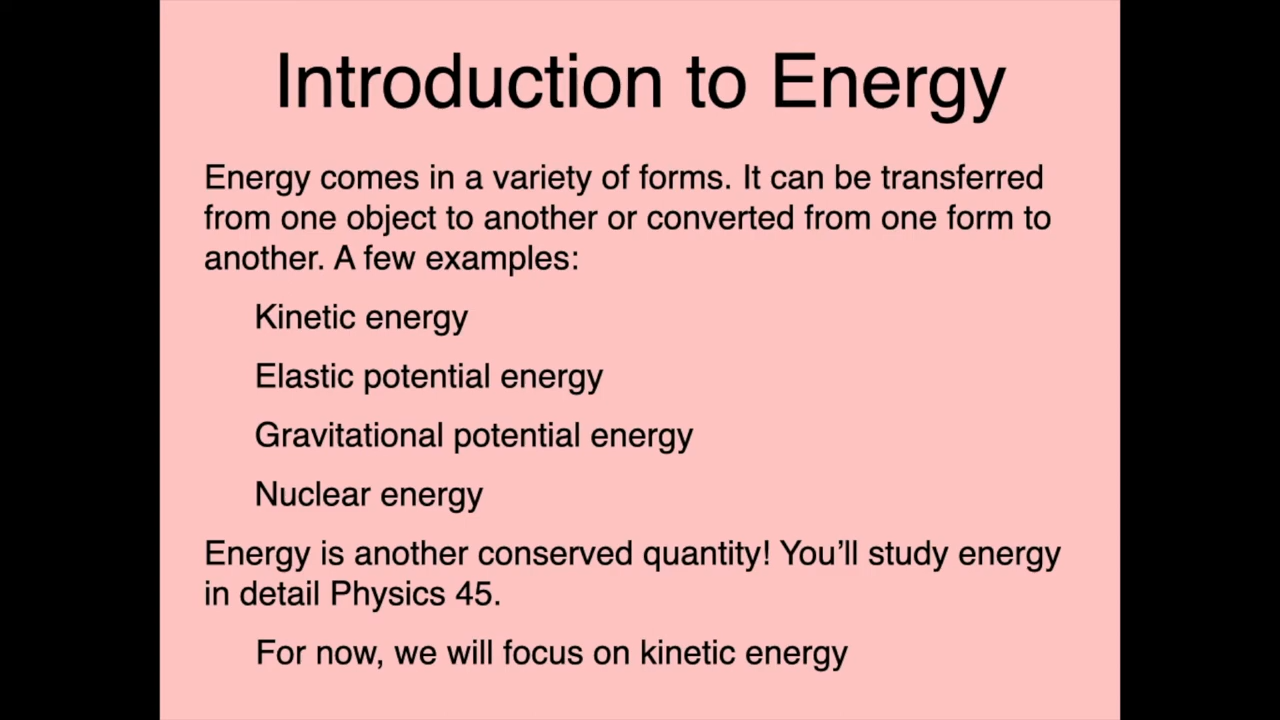 Introduction to Energy
Energy comes in a variety of forms. It can be transferred
from one object to another or converted from one form to
another. A few examples:
Kinetic energy
Elastic potential energy
Gravitational potential energy
Nuclear energy
Energy is another conserved quantity! You’ll study energy
in detail Physics 45.
For now, we will focus on kinetic energy